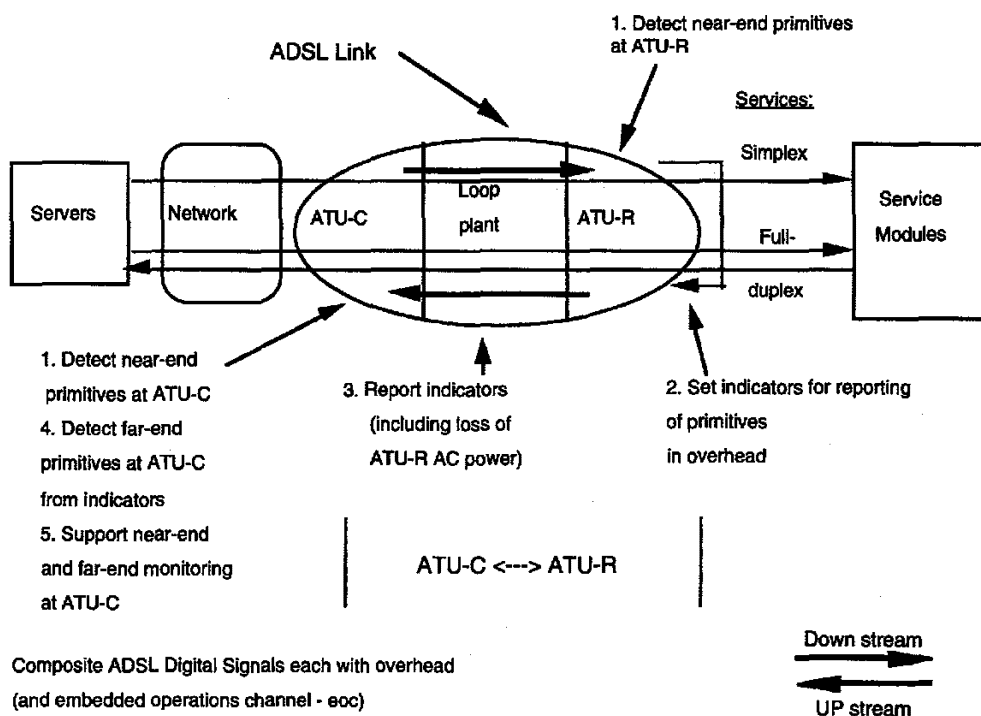 1. Detect near-end primitives
at ATU-R
ADSL Link
Services:
Simplex
Servers
Network
ATU-C
Loop
plant
ATU-R
Service
Modules
Full-
duplex
1. Detect near-end
primitives at ATU-C
4. Detect far-end
primitives at ATU-C
from indicators
5. Support near-end
and far-end monitoring
at ATU-C
3. Report indicators
(including loss of
ATU-R AC power)
2. Set indicators for reporting
of primitives
in overhead
ATU-C <---> ATU-R
Composite ADSL Digital Signals each with overhead
(and embedded operations channel - eoc)
Down stream
UP stream